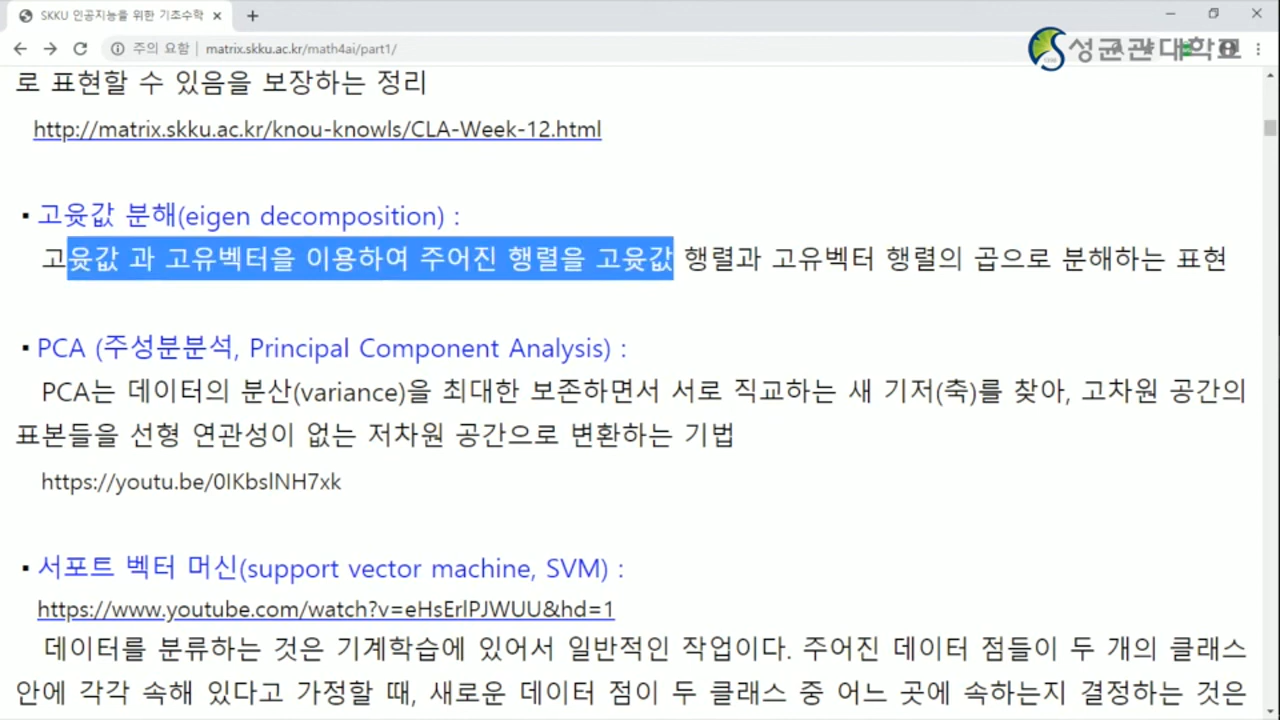 SKKU 인공지능을 위한 기초수학
주의 요함 | matrix.skku.ac.kr/math4ai/part1/
성균관대학교
로 표현할 수 있음을 보장하는 정리
http://matrix.skku.ac.kr/knou-knowls/CLA-Week-12.html
▪ 고윳값 분해(eigen decomposition) :
고윳값 과 고유벡터을 이용하여 주어진 행렬을 고윳값 행렬과 고유벡터 행렬의 곱으로 분해하는 표현
▪ PCA (주성분분석, Principal Component Analysis) :
PCA는 데이터의 분산(variance)을 최대한 보존하면서 서로 직교하는 새 기저(축)를 찾아, 고차원 공간의
표본들을 선형 연관성이 없는 저차원 공간으로 변환하는 기법
https://youtu.be/0IKbslNH7xk
▪ 서포트 벡터 머신(support vector machine, SVM) :
https://www.youtube.com/watch?v=eHsErlPJWUU&hd=1
데이터를 분류하는 것은 기계학습에 있어서 일반적인 작업이다. 주어진 데이터 점들이 두 개의 클래스
안에 각각 속해 있다고 가정할 때, 새로운 데이터 점이 두 클래스 중 어느 곳에 속하는지 결정하는 것은